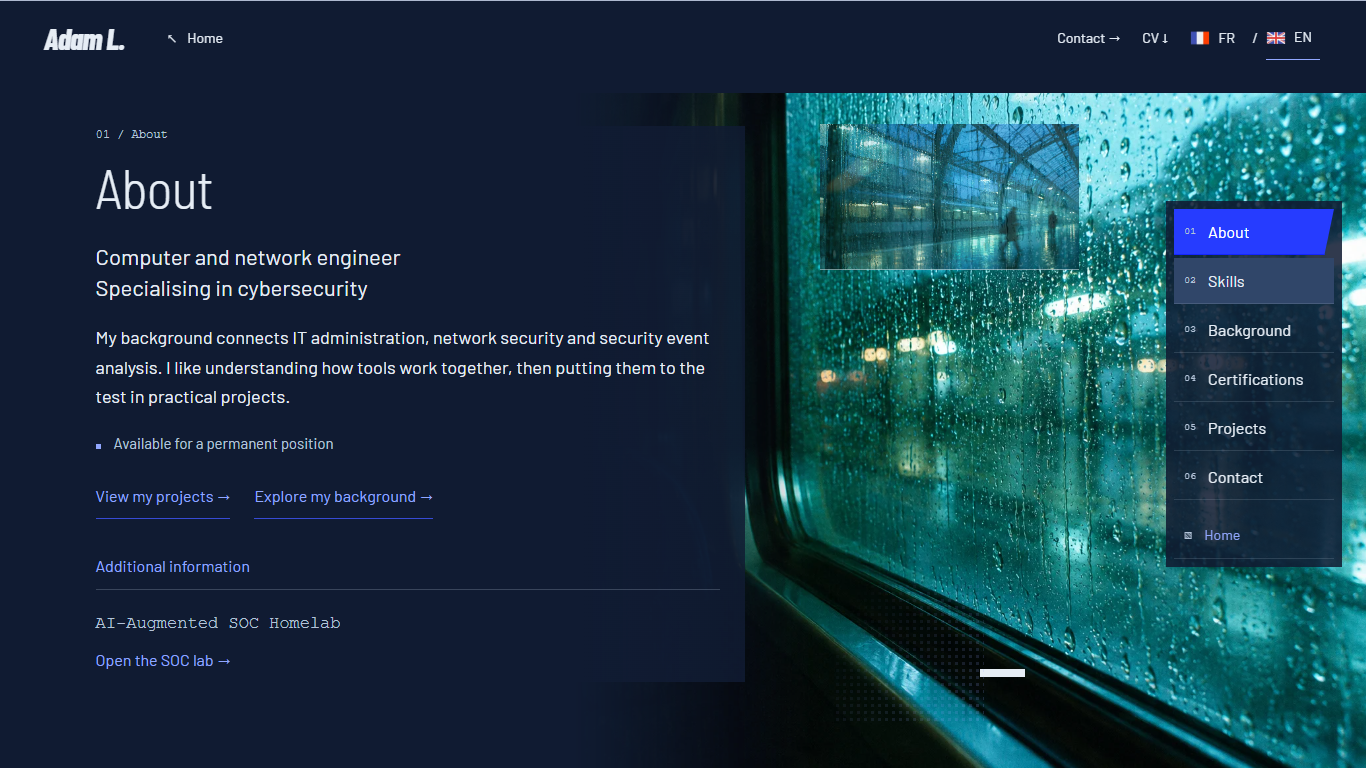 Adam L.
↖ Home
Contact →
CV ↓
FR
/
EN
01 / About
About
Computer and network engineer
Specialising in cybersecurity
My background connects IT administration, network security and security event
analysis. I like understanding how tools work together, then putting them to the
test in practical projects.
Available for a permanent position
View my projects →
Explore my background →
Additional information
AI-Augmented SOC Homelab
Open the SOC lab →
01 About
02 Skills
03 Background
04 Certifications
05 Projects
06 Contact
Home